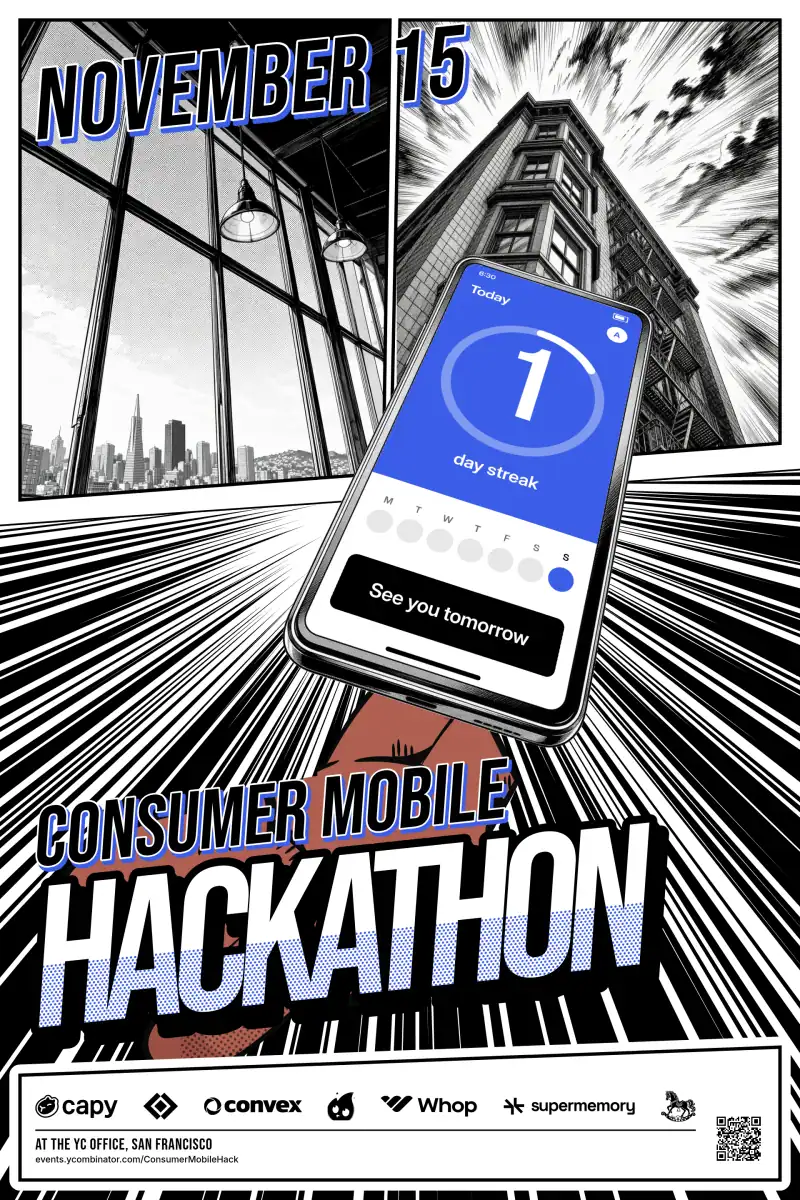 NOVEMBER 15
6:30
Today
A
1
day streak
M T W T F S S
See you tomorrow
CONSUMER MOBILE
HACKATHON
capy convex Whop supermemory
AT THE YC OFFICE, SAN FRANCISCO
events.ycombinator.com/ConsumerMobileHack